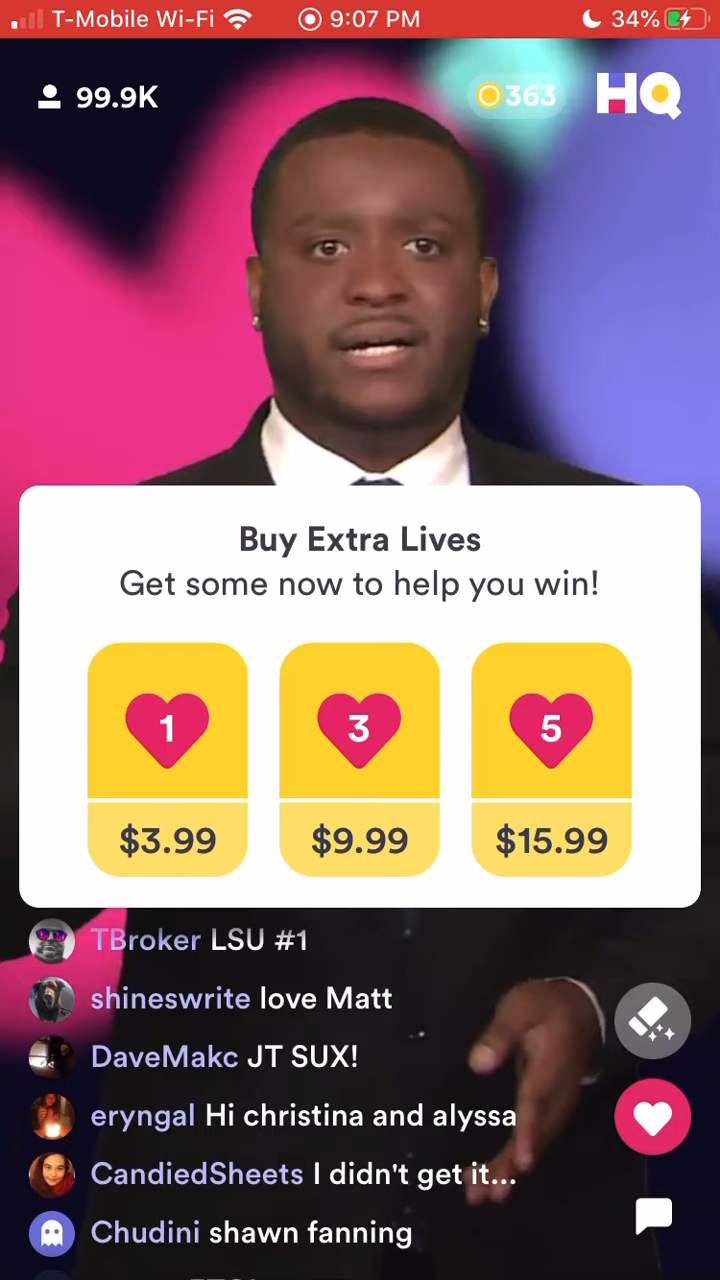 T-Mobile Wi-Fi 9:07 PM 34%
99.9K 363 HQ
Buy Extra Lives
Get some now to help you win!
1 3 5
$3.99 $9.99 $15.99
TBroker LSU #1
shineswrite love Matt
DaveMakc JT SUX!
eryngal Hi christina and alyssa
CandiedSheets I didn't get it...
Chudini shawn fanning